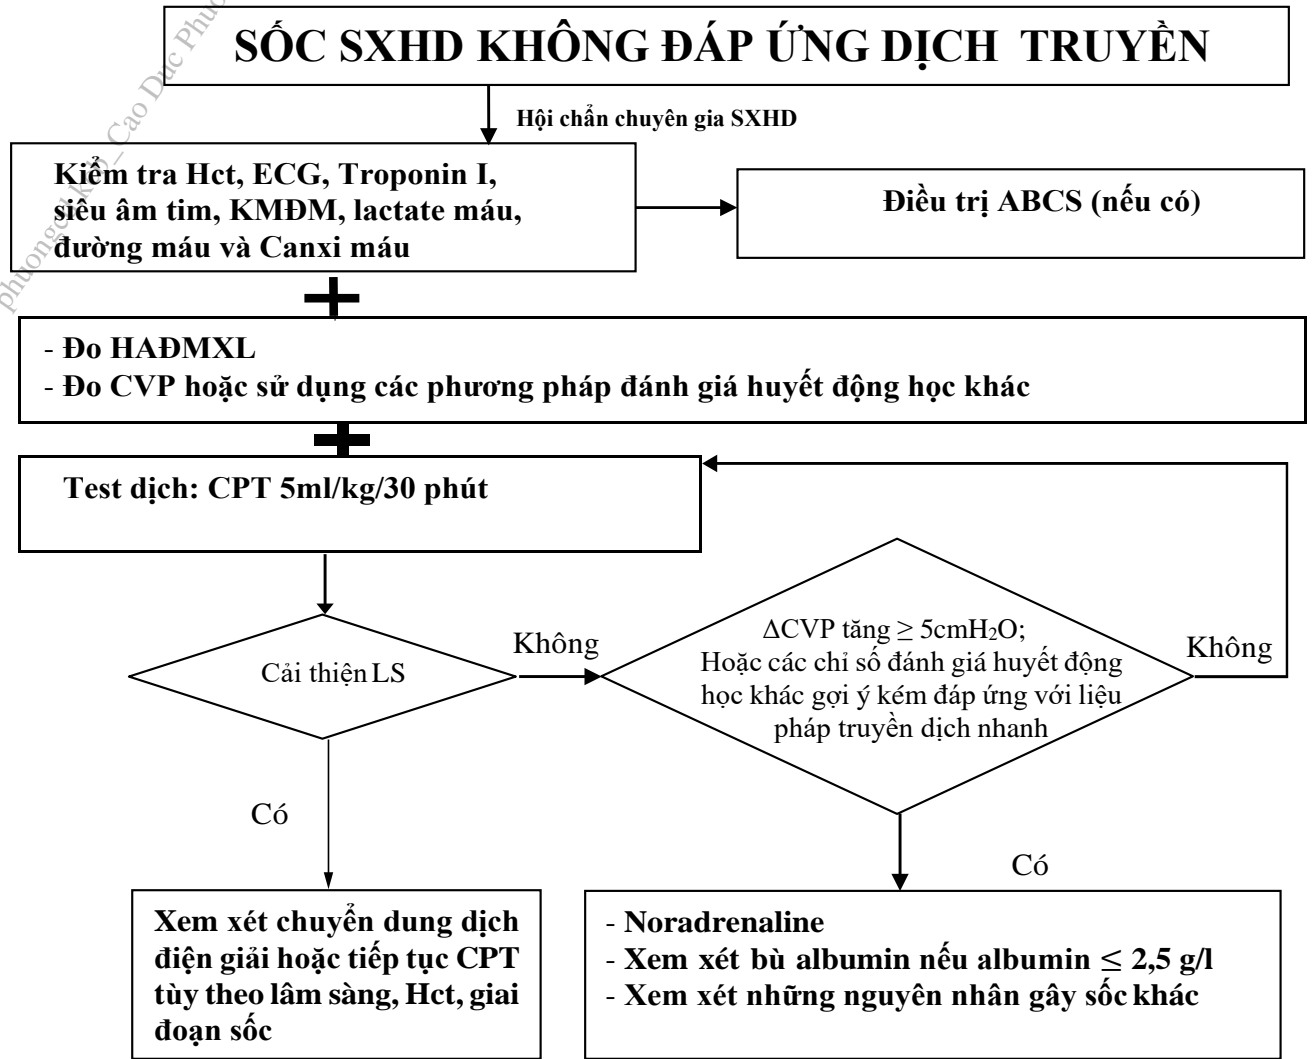 SỐC SXHD KHÔNG ĐÁP ỨNG DỊCH TRUYỀN
Hội chẩn chuyên gia SXHD
Kiểm tra Hct, ECG, Troponin I,
siêu âm tim, KMĐM, lactate máu,
đường máu và Canxi máu
Điều trị ABCS (nếu có)
- Đo HAĐMXL
- Đo CVP hoặc sử dụng các phương pháp đánh giá huyết động học khác
Test dịch: CPT 5ml/kg/30 phút
Cải thiện LS
Không
ΔCVP tăng ≥ 5cmH₂O;
Hoặc các chỉ số đánh giá huyết động
học khác gợi ý kém đáp ứng với liệu
pháp truyền dịch nhanh
Không
Có
Có
Xem xét chuyển dung dịch
điện giải hoặc tiếp tục CPT
tùy theo lâm sàng, Hct, giai
đoạn sốc
- Noradrenaline
- Xem xét bù albumin nếu albumin ≤ 2,5 g/l
- Xem xét những nguyên nhân gây sốc khác